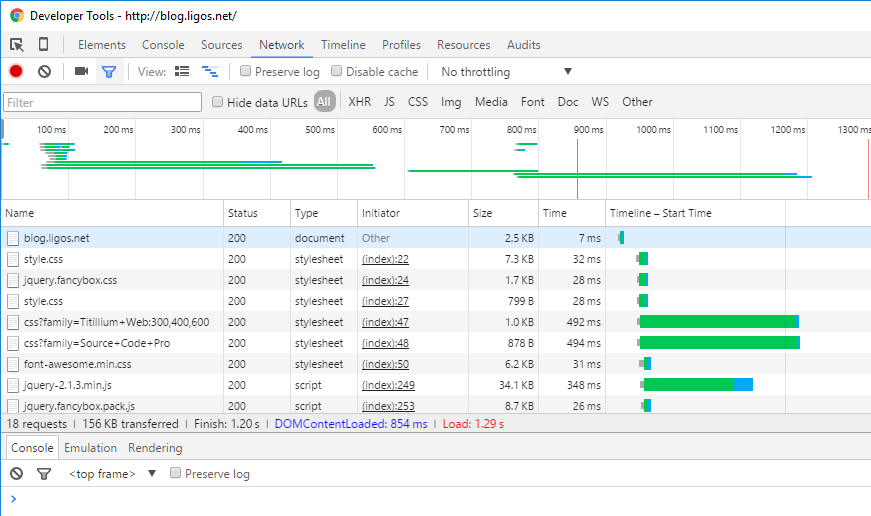 Developer Tools - http://blog.ligos.net/
Elements Console Sources Network Timeline Profiles Resources Audits
View: Preserve log Disable cache No throttling
Filter Hide data URLs All XHR JS CSS Img Media Font Doc WS Other
100 ms 200 ms 300 ms 400 ms 500 ms 600 ms 700 ms 800 ms 900 ms 1000 ms 1100 ms 1200 ms 1300 ms
Name Status Type Initiator Size Time Timeline – Start Time
blog.ligos.net 200 document Other 2.5 KB 7 ms
style.css 200 stylesheet (index):22 7.3 KB 32 ms
jquery.fancybox.css 200 stylesheet (index):24 1.7 KB 28 ms
style.css 200 stylesheet (index):27 799 B 28 ms
css?family=Titillium+Web:300,400,600 200 stylesheet (index):47 1.0 KB 492 ms
css?family=Source+Code+Pro 200 stylesheet (index):48 878 B 494 ms
font-awesome.min.css 200 stylesheet (index):50 6.2 KB 31 ms
jquery-2.1.3.min.js 200 script (index):249 34.1 KB 348 ms
jquery.fancybox.pack.js 200 script (index):253 8.7 KB 26 ms
18 requests | 156 KB transferred | Finish: 1.20 s | DOMContentLoaded: 854 ms | Load: 1.29 s
Console Emulation Rendering
<top frame> Preserve log